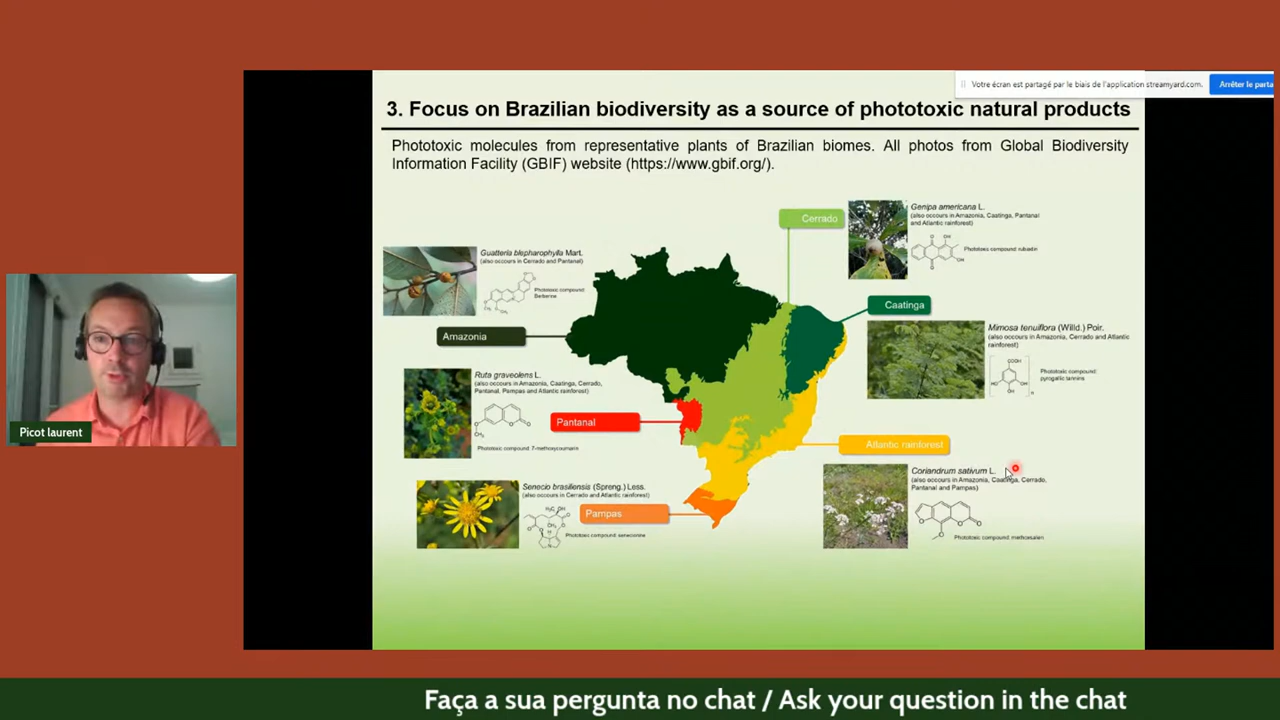 Votre écran est partagé par le biais de l'application streamyard.com.
Arrêter le parta
3. Focus on Brazilian biodiversity as a source of phototoxic natural products
Phototoxic molecules from representative plants of Brazilian biomes. All photos from Global Biodiversity
Information Facility (GBIF) website (https://www.gbif.org/).
Cerrado
Genipa americana L.
(also occurs in Amazonia, Caatinga, Pantanal
and Atlantic rainforest)
Phototoxic compound: rubiadin
Guatteria blepharophylla Mart.
(also occurs in Cerrado and Pantanal)
Phototoxic compound:
Berberine
Amazonia
Caatinga
Mimosa tenuiflora (Willd.) Poir.
(also occurs in Amazonia, Cerrado and Atlantic
rainforest)
Phototoxic compound:
pyrogallic tannins
Ruta graveolens L.
(also occurs in Amazonia, Caatinga, Cerrado,
Pantanal, Pampas and Atlantic rainforest)
Phototoxic compound: 7-methoxycoumarin
Pantanal
Atlantic rainforest
Coriandrum sativum L.
(also occurs in Amazonia, Caatinga, Cerrado,
Pantanal and Pampas)
Phototoxic compound: methoxsalen
Senecio brasiliensis (Spreng.) Less.
(also occurs in Cerrado and Atlantic rainforest)
Phototoxic compound: senecionine
Pampas
Picot laurent
Faça a sua pergunta no chat / Ask your question in the chat